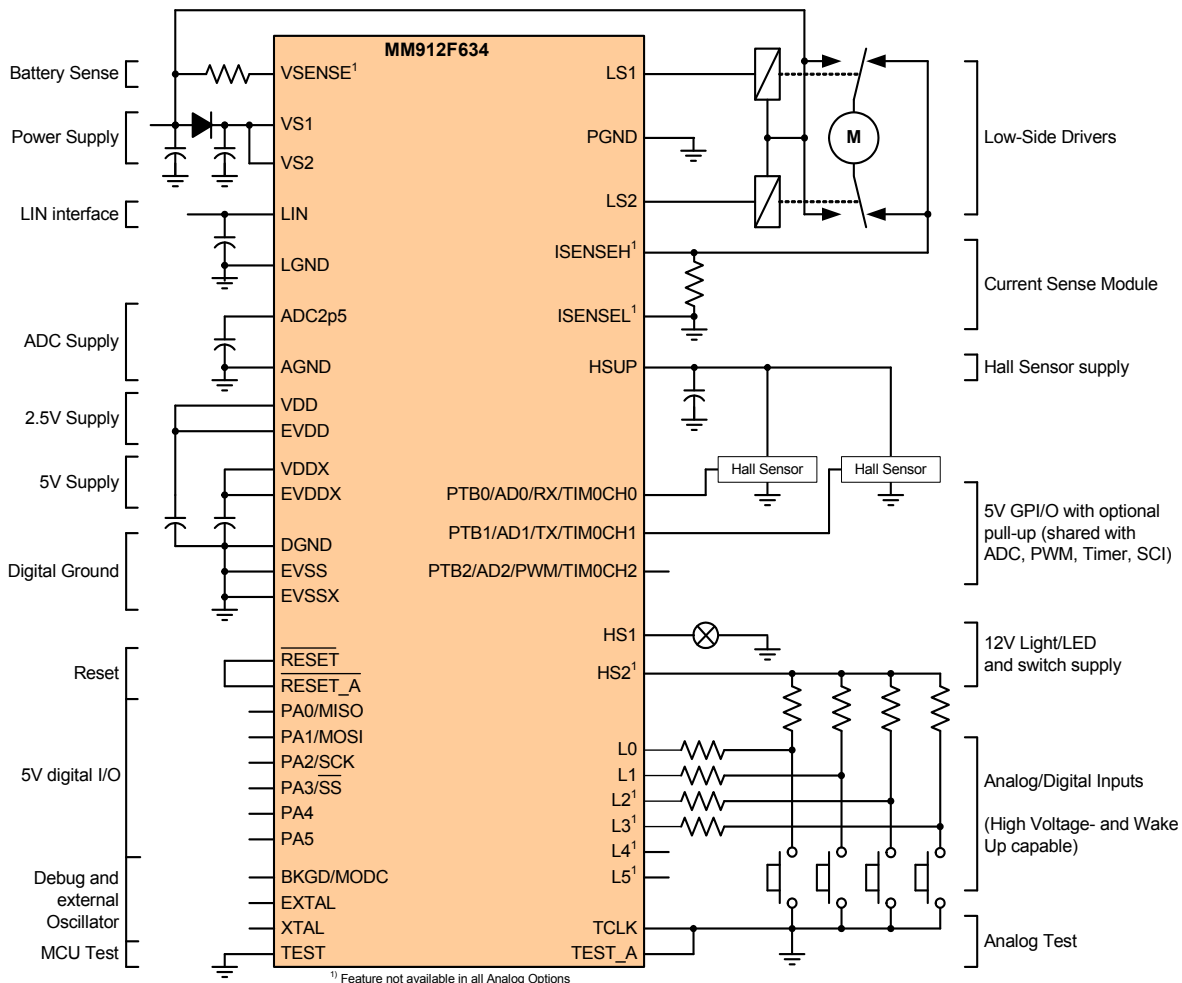 MM912F634
Battery Sense
Power Supply
LIN interface
ADC Supply
2.5V Supply
5V Supply
Digital Ground
Reset
5V digital I/O
Debug and
external
Oscillator
MCU Test
VSENSE¹
VS1
VS2
LIN
LGND
ADC2p5
AGND
VDD
EVDD
VDDX
EVDDX
DGND
EVSS
EVSSX
RESET
RESET_A
PA0/MISO
PA1/MOSI
PA2/SCK
PA3/SS
PA4
PA5
BKGD/MODC
EXTAL
XTAL
TEST
LS1
PGND
LS2
ISENSEH¹
ISENSEL¹
HSUP
PTB0/AD0/RX/TIM0CH0
PTB1/AD1/TX/TIM0CH1
PTB2/AD2/PWM/TIM0CH2
HS1
HS2¹
L0
L1
L2¹
L3¹
L4¹
L5¹
TCLK
TEST_A
M
Hall Sensor
Hall Sensor
Low-Side Drivers
Current Sense Module
Hall Sensor supply
5V GPI/O with optional
pull-up (shared with
ADC, PWM, Timer, SCI)
12V Light/LED
and switch supply
Analog/Digital Inputs
(High Voltage- and Wake
Up capable)
Analog Test
¹⁾ Feature not available in all Analog Options